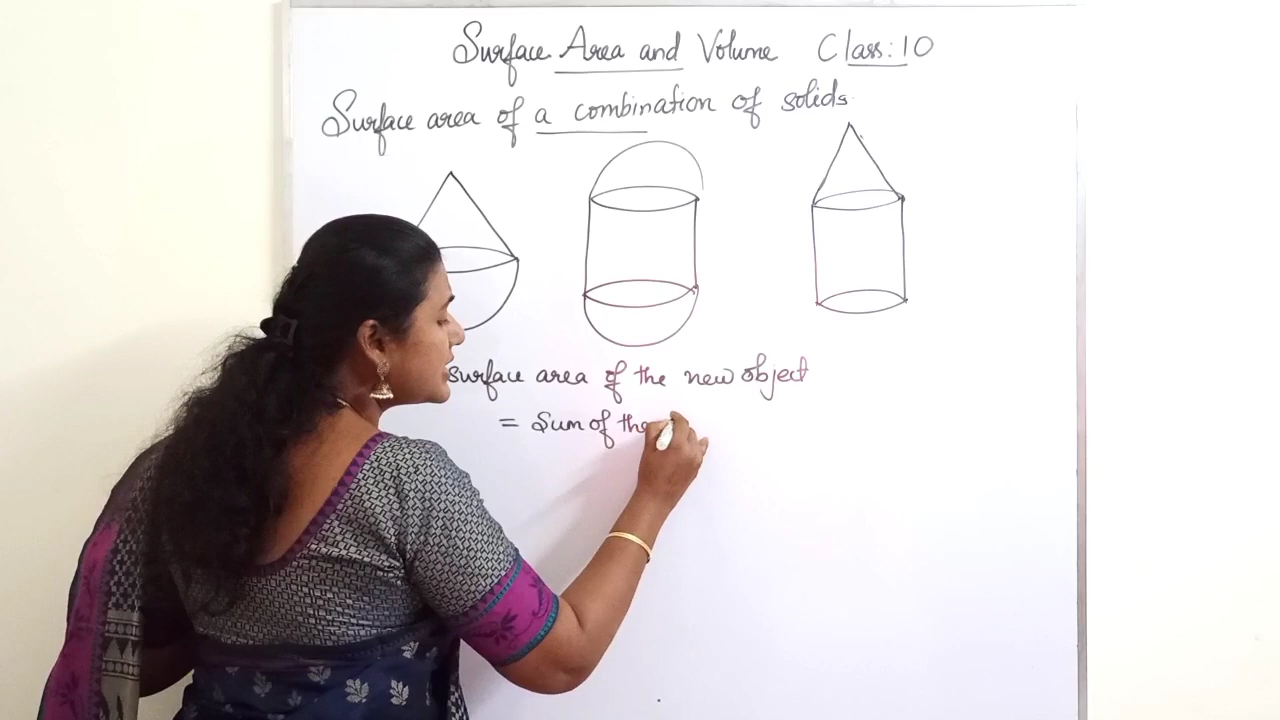 Surface Area and Volume Class: 10
Surface area of a combination of solids.
surface area of the new object
= Sum of the